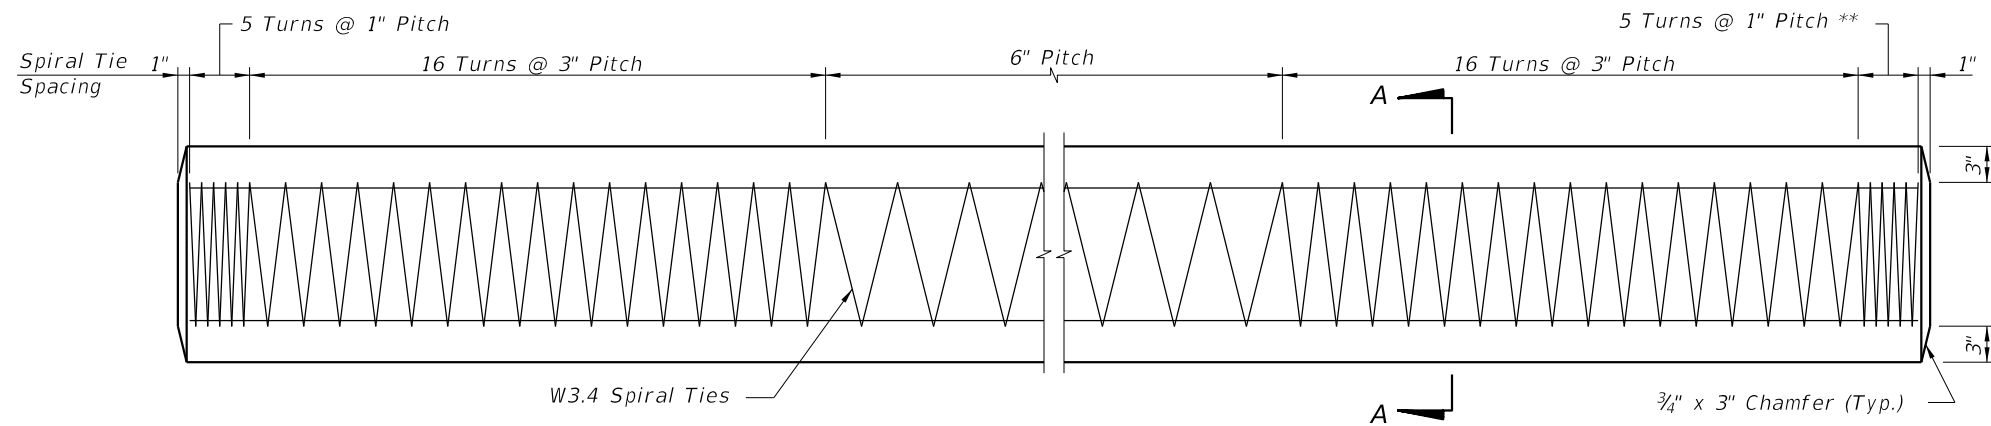 5 Turns @ 1" Pitch
5 Turns @ 1" Pitch **
Spiral Tie Spacing
1"
16 Turns @ 3" Pitch
6" Pitch
16 Turns @ 3" Pitch
1"
A
3"
3"
W3.4 Spiral Ties
A
¾" x 3" Chamfer (Typ.)